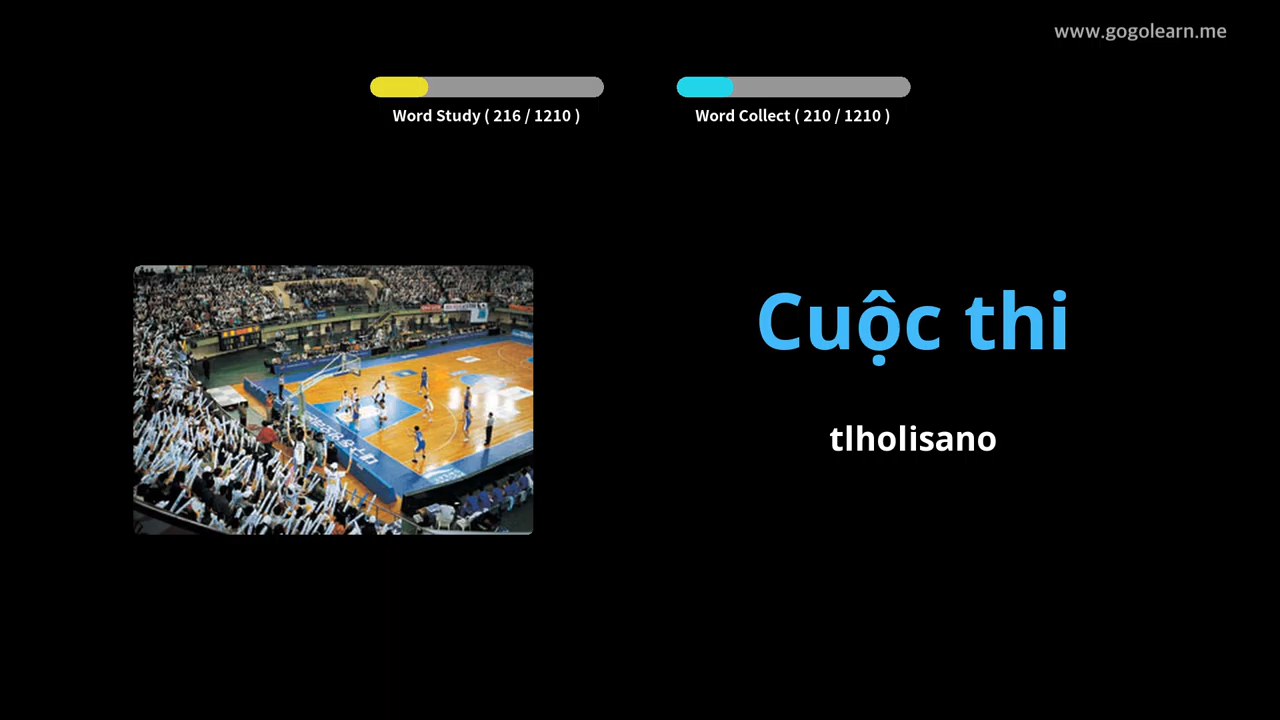 www.gogolearn.me
Word Study ( 216 / 1210 )
Word Collect ( 210 / 1210 )
Cuộc thi
tlholisano